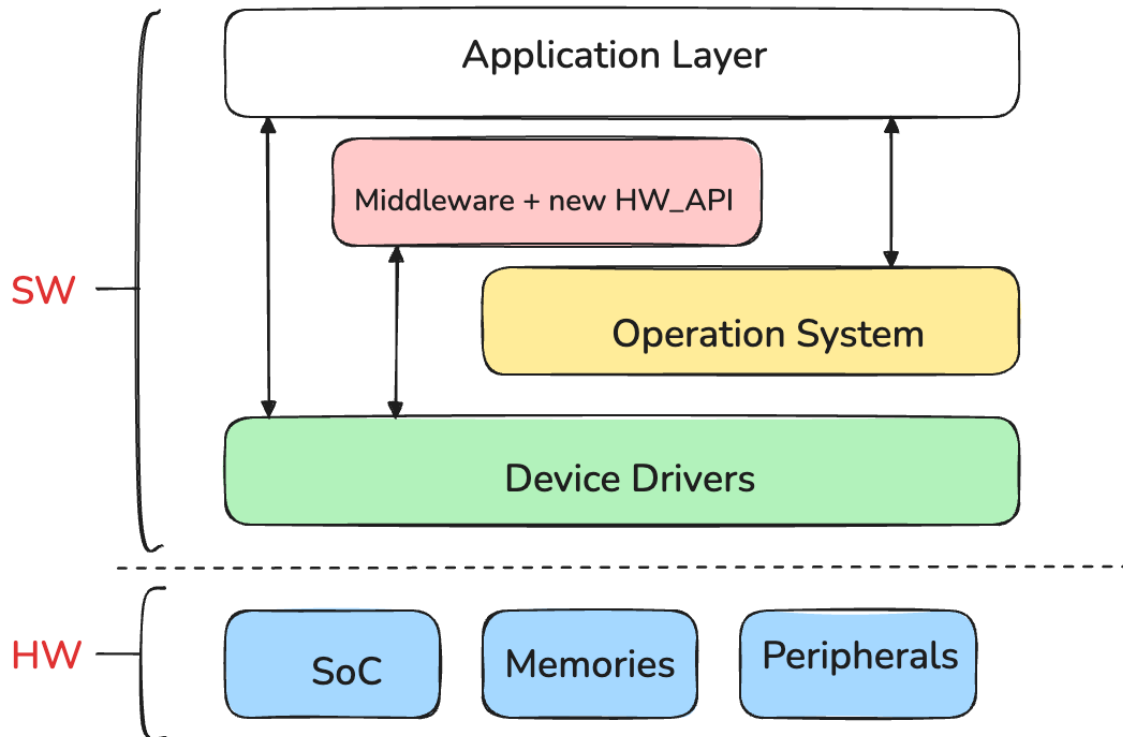 Application Layer
Middleware + new HW_API
SW
Operation System
Device Drivers
HW
SoC
Memories
Peripherals